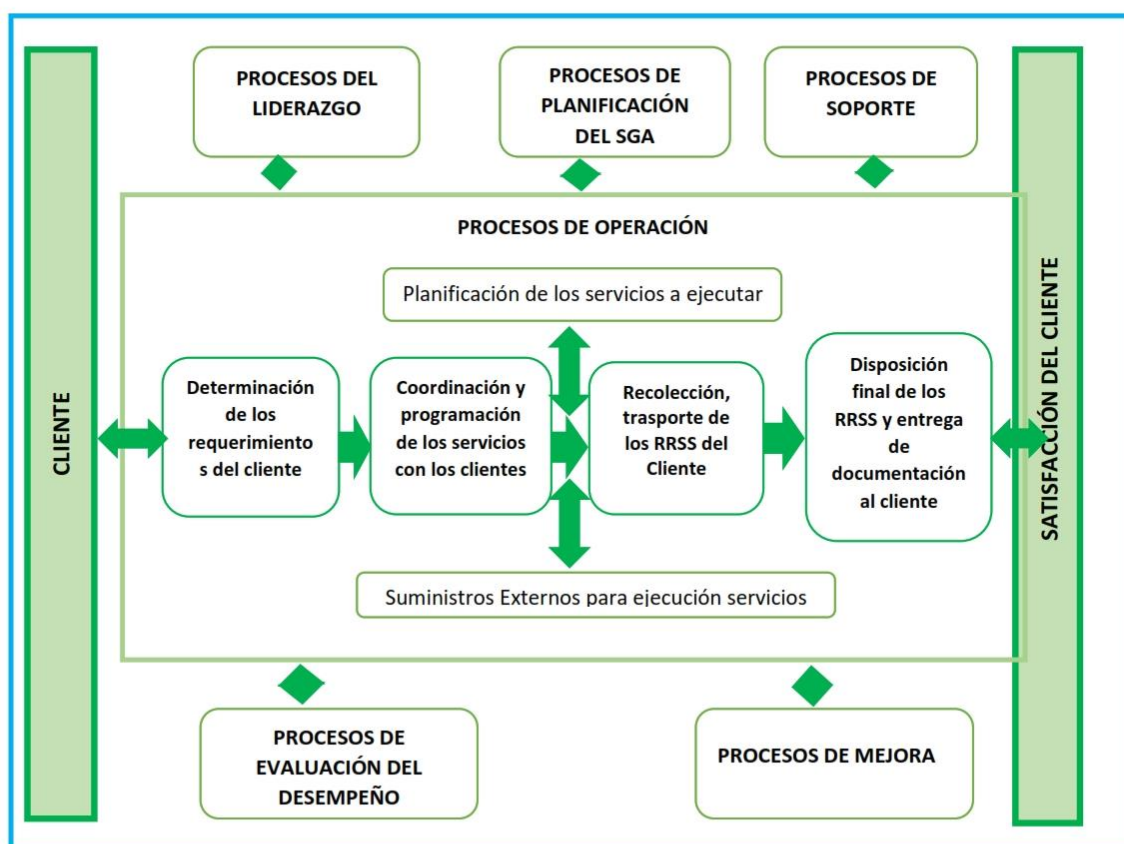 PROCESOS DEL
LIDERAZGO
PROCESOS DE
PLANIFICACIÓN
DEL SGA
PROCESOS DE
SOPORTE
CLIENTE
PROCESOS DE OPERACIÓN
Planificación de los servicios a ejecutar
Determinación
de los
requerimiento
s del cliente
Coordinación y
programación
de los servicios
con los clientes
Recolección,
trasporte de
los RRSS del
Cliente
Disposición
final de los
RRSS y entrega
de
documentación
al cliente
Suministros Externos para ejecución servicios
SATISFACCIÓN DEL CLIENTE
PROCESOS DE
EVALUACIÓN DEL
DESEMPEÑO
PROCESOS DE MEJORA